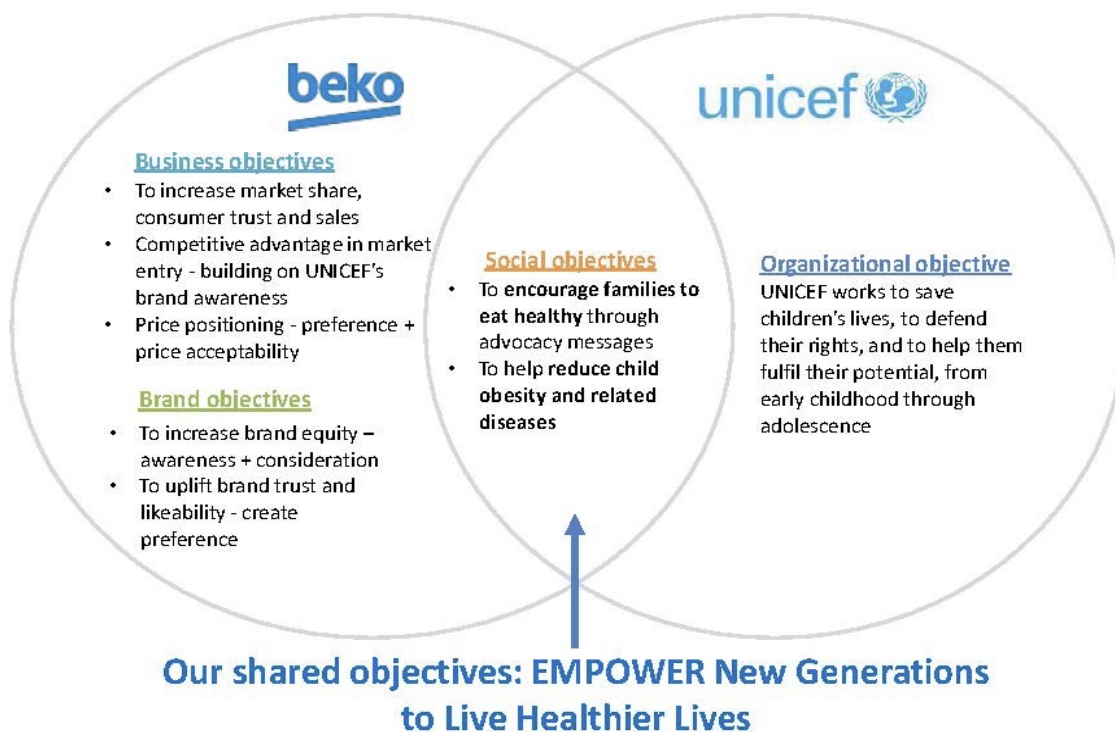 beko
unicef
Business objectives
• To increase market share,
consumer trust and sales
• Competitive advantage in market
entry - building on UNICEF's
brand awareness
• Price positioning - preference +
price acceptability
Brand objectives
• To increase brand equity –
awareness + consideration
• To uplift brand trust and
likeability - create
preference
Social objectives
• To encourage families to
eat healthy through
advocacy messages
• To help reduce child
obesity and related
diseases
Organizational objective
UNICEF works to save
children's lives, to defend
their rights, and to help them
fulfil their potential, from
early childhood through
adolescence
Our shared objectives: EMPOWER New Generations
to Live Healthier Lives